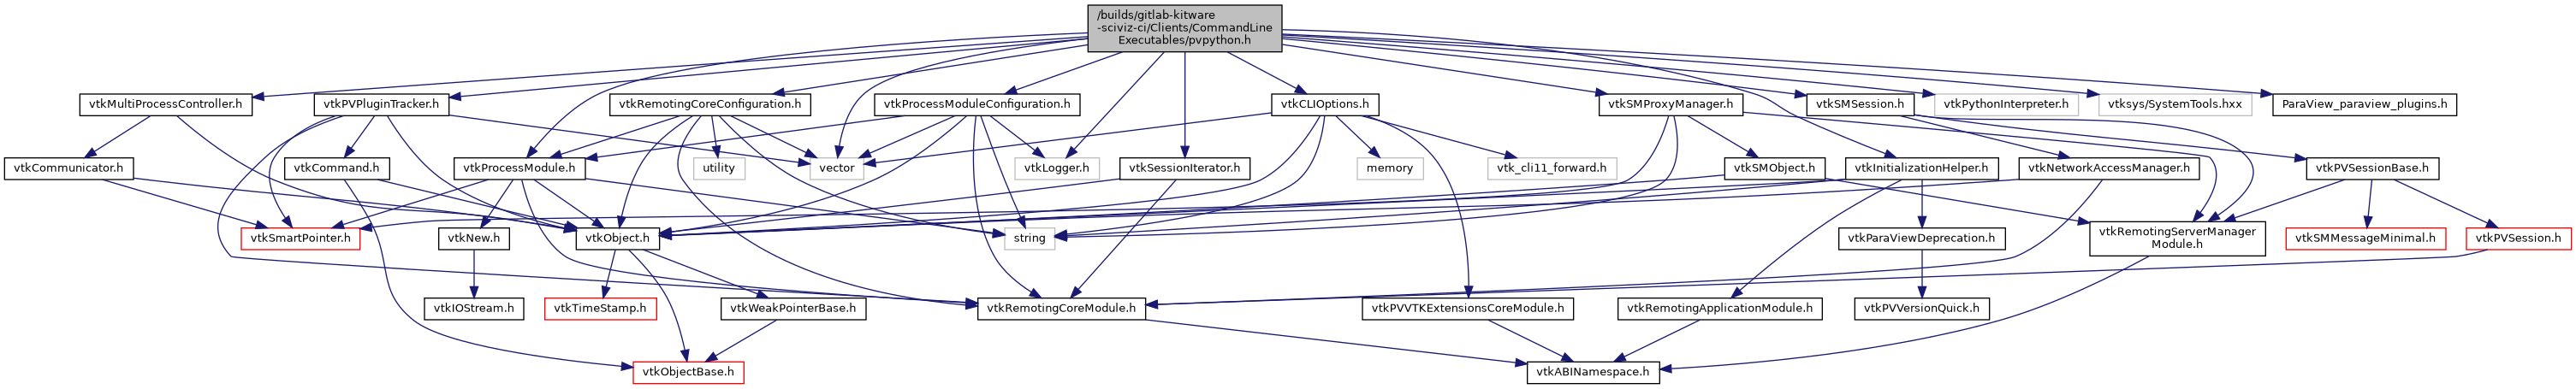 /builds/gitlab-kitware
-sciviz-ci/Clients/CommandLine
Executables/pvpython.h
vtkMultiProcessController.h
vtkPVPluginTracker.h
vtkRemotingCoreConfiguration.h
vtkProcessModuleConfiguration.h
vtkCLIOptions.h
vtkSMProxyManager.h
vtkSMSession.h
vtkPythonInterpreter.h
vtksys/SystemTools.hxx
ParaView_paraview_plugins.h
vtkCommunicator.h
vtkCommand.h
vtkProcessModule.h
utility
vector
vtkLogger.h
vtkSessionIterator.h
memory
vtk_cli11_forward.h
vtkSMObject.h
vtkInitializationHelper.h
vtkNetworkAccessManager.h
vtkPVSessionBase.h
vtkSmartPointer.h
vtkNew.h
vtkObject.h
string
vtkParaViewDeprecation.h
vtkRemotingServerManager
Module.h
vtkSMMessageMinimal.h
vtkPVSession.h
vtkIOStream.h
vtkTimeStamp.h
vtkWeakPointerBase.h
vtkRemotingCoreModule.h
vtkPVVTKExtensionsCoreModule.h
vtkRemotingApplicationModule.h
vtkPVVersionQuick.h
vtkObjectBase.h
vtkABINamespace.h